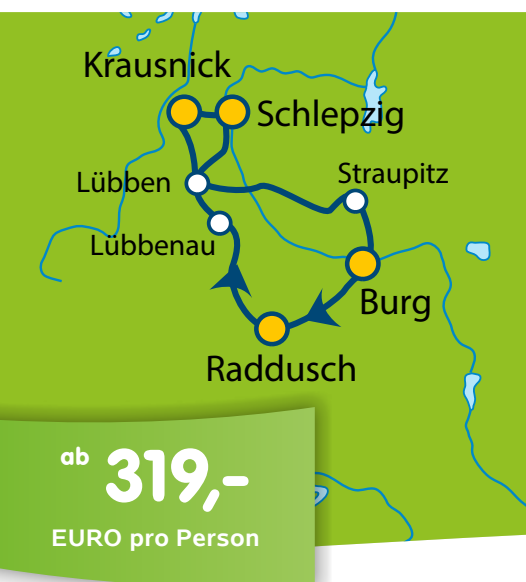 Krausnick
Schlepzig
Lübben
Straupitz
Lübbenau
Burg
Raddusch
ab 319,-
EURO pro Person